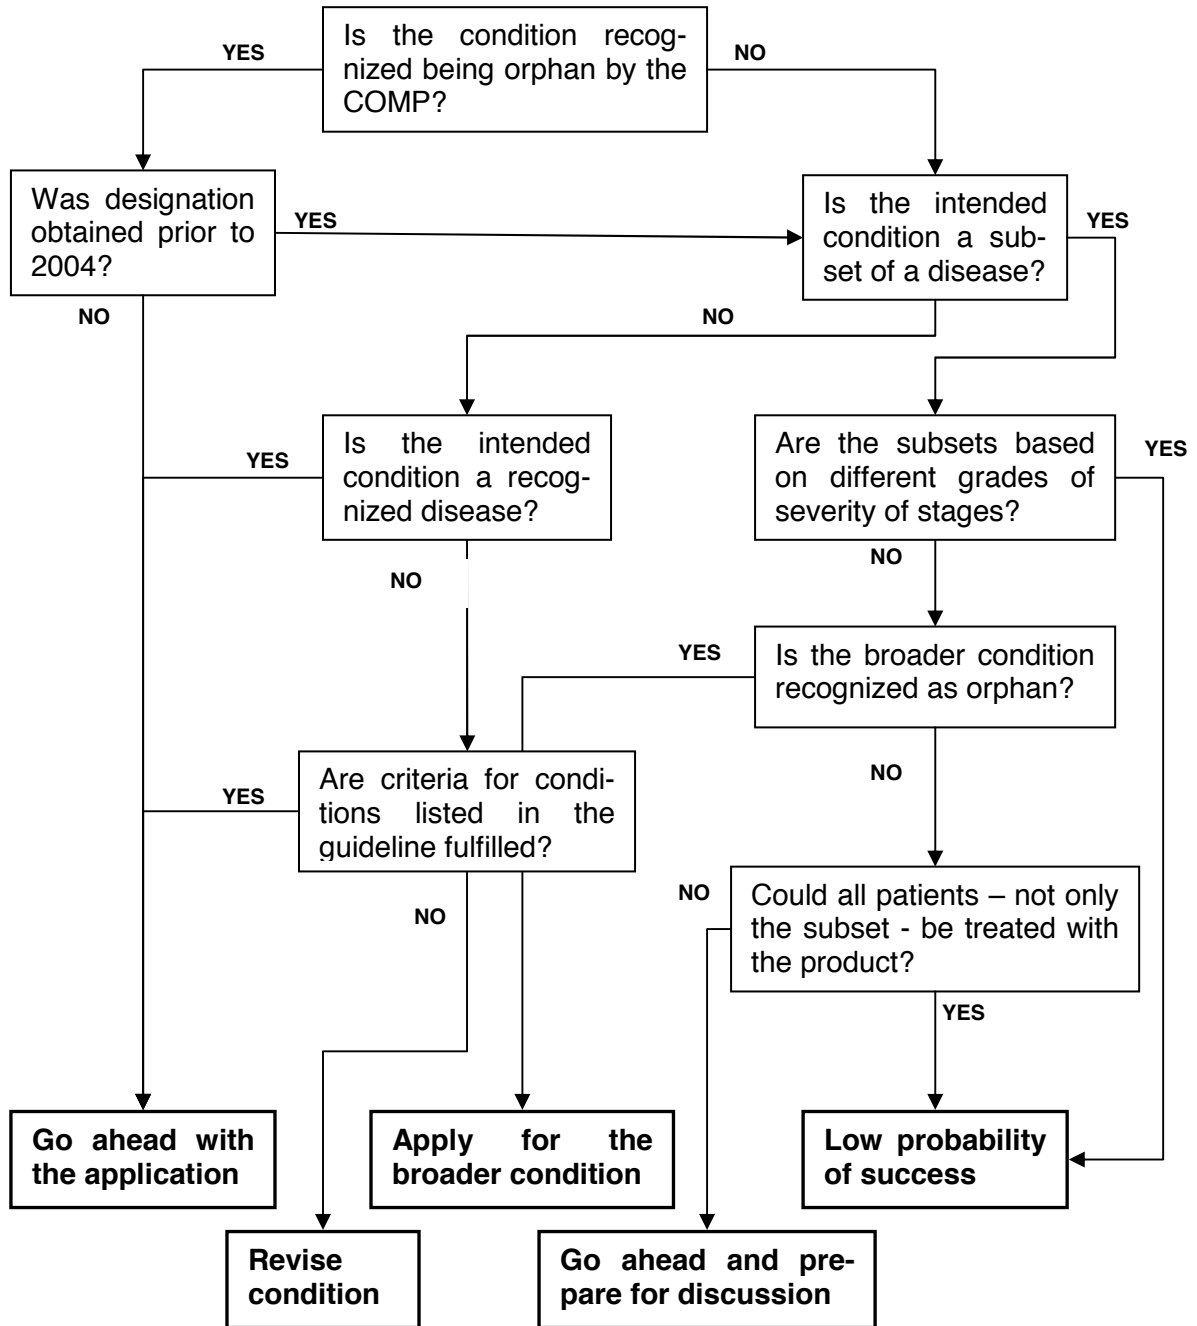 Is the condition recog-
nized being orphan by the
COMP?
YES
NO
Was designation
obtained prior to
2004?
YES
Is the intended
condition a sub-
set of a disease?
YES
NO
NO
Is the intended
condition a recog-
nized disease?
YES
Are the subsets based
on different grades of
severity of stages?
YES
NO
NO
Is the broader condition
recognized as orphan?
YES
NO
Are criteria for condi-
tions listed in the
guideline fulfilled?
YES
NO
Could all patients – not only
the subset - be treated with
the product?
NO
YES
Go ahead with
the application
Apply for the
broader condition
Low probability
of success
Revise
condition
Go ahead and pre-
pare for discussion